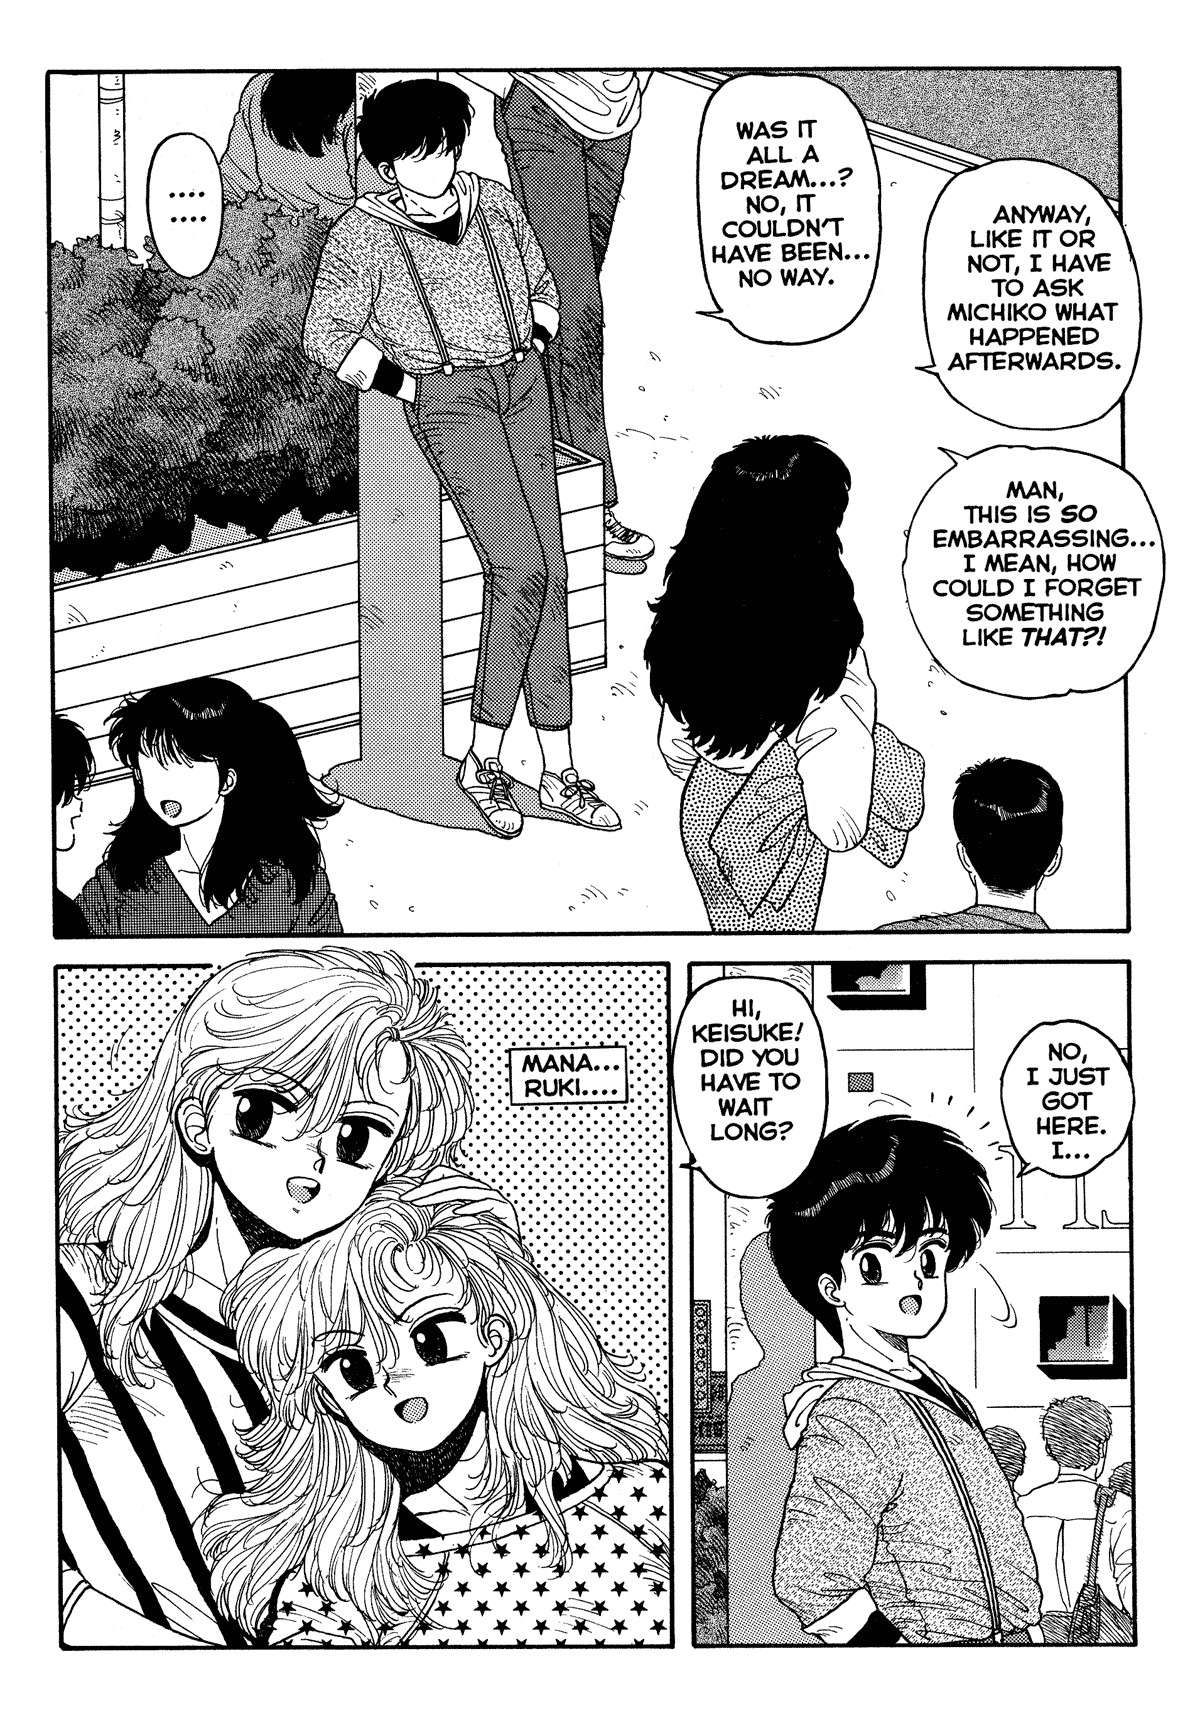 ANYWAY,
LIKE IT OR
NOT, I HAVE
TO ASK
MICHIKO WHAT
HAPPENED
AFTERWARDS.
MAN,
THIS IS SO
EMBARRASSING...
I MEAN, HOW
COULD I FORGET
SOMETHING
LIKE THAT?!
WAS IT
ALL A
DREAM...?
NO, IT
COULDN'T
HAVE BEEN...
NO WAY.
.....
.....
NO,
I JUST
GOT
HERE.
I...
HI,
KEISUKE!
DID YOU
HAVE TO
WAIT
LONG?
MANA...
RUKI....